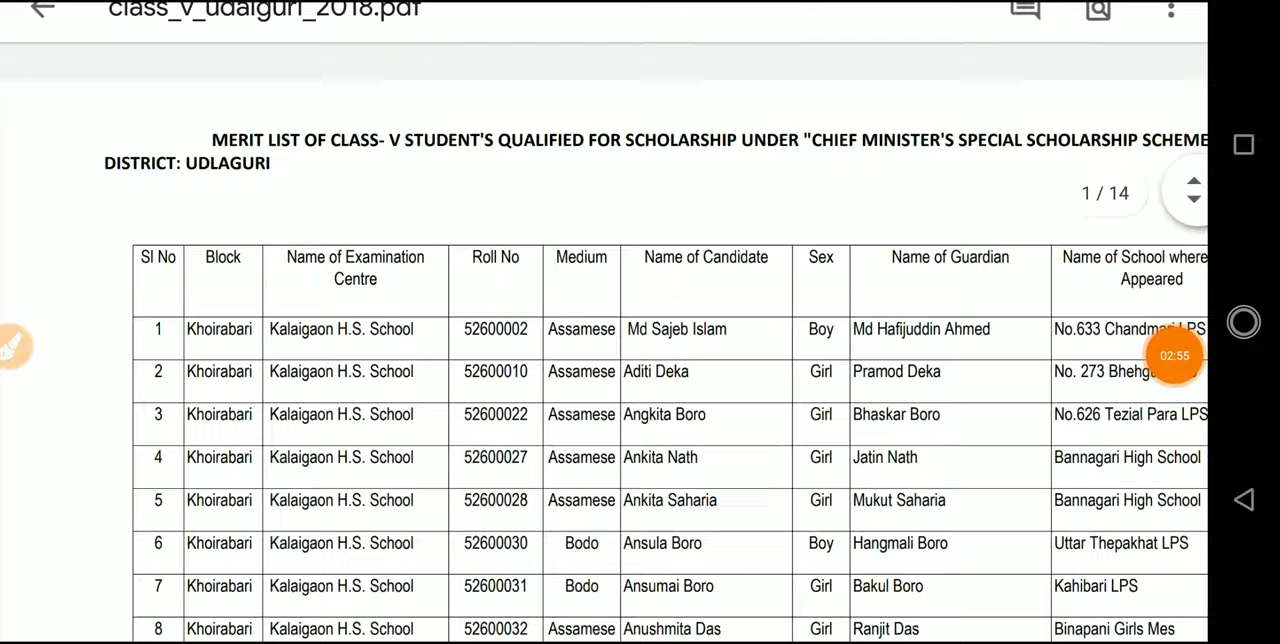 class_v_udalguri_2018.pdf
MERIT LIST OF CLASS- V STUDENT'S QUALIFIED FOR SCHOLARSHIP UNDER "CHIEF MINISTER'S SPECIAL SCHOLARSHIP SCHEME
DISTRICT: UDLAGURI
1 / 14
Sl No Block Name of Examination Centre Roll No Medium Name of Candidate Sex Name of Guardian Name of School where Appeared
1 Khoirabari Kalaigaon H.S. School 52600002 Assamese Md Sajeb Islam Boy Md Hafijuddin Ahmed No.633 LPS
02:55
2 Khoirabari Kalaigaon H.S. School 52600010 Assamese Aditi Deka Girl Pramod Deka No. 273
3 Khoirabari Kalaigaon H.S. School 52600022 Assamese Angkita Boro Girl Bhaskar Boro No.626 Tezial Para LPS
4 Khoirabari Kalaigaon H.S. School 52600027 Assamese Ankita Nath Girl Jatin Nath Bannagari High School
5 Khoirabari Kalaigaon H.S. School 52600028 Assamese Ankita Saharia Girl Mukut Saharia Bannagari High School
6 Khoirabari Kalaigaon H.S. School 52600030 Bodo Ansula Boro Boy Hangmali Boro Uttar Thepakhat LPS
7 Khoirabari Kalaigaon H.S. School 52600031 Bodo Ansumai Boro Girl Bakul Boro Kahibari LPS
8 Khoirabari Kalaigaon H.S. School 52600032 Assamese Anushmita Das Girl Ranjit Das Binapani Girls Mes